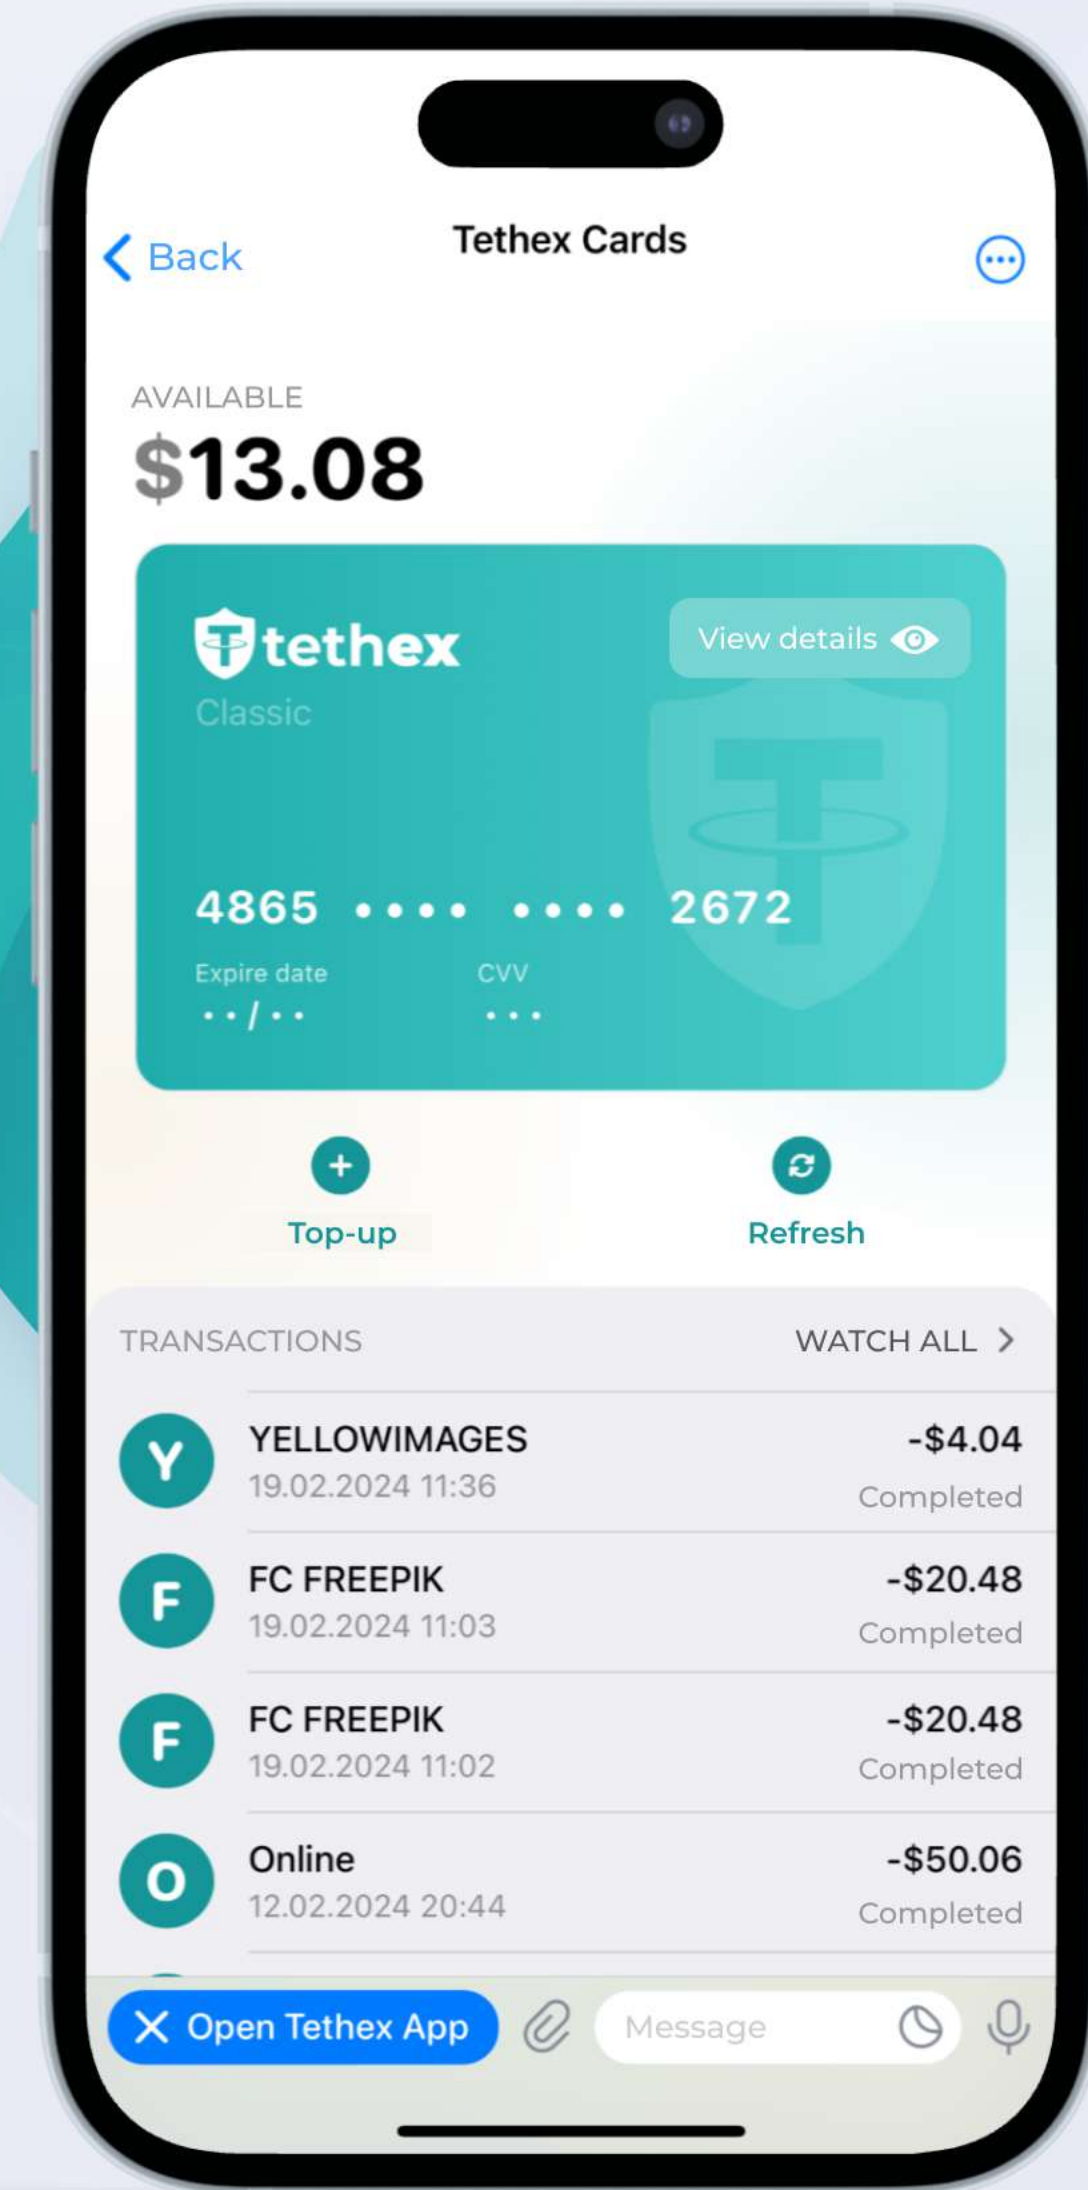 Back
Tethex Cards
AVAILABLE
$13.08
tethex
View details
Classic
4865 •••• •••• 2672
Expire date CVV
••/•• •••
Top-up
Refresh
TRANSACTIONS
WATCH ALL >
Y
YELLOWIMAGES
-$4.04
19.02.2024 11:36
Completed
F
FC FREEPIK
-$20.48
19.02.2024 11:03
Completed
F
FC FREEPIK
-$20.48
19.02.2024 11:02
Completed
O
Online
-$50.06
12.02.2024 20:44
Completed
Open Tethex App
Message